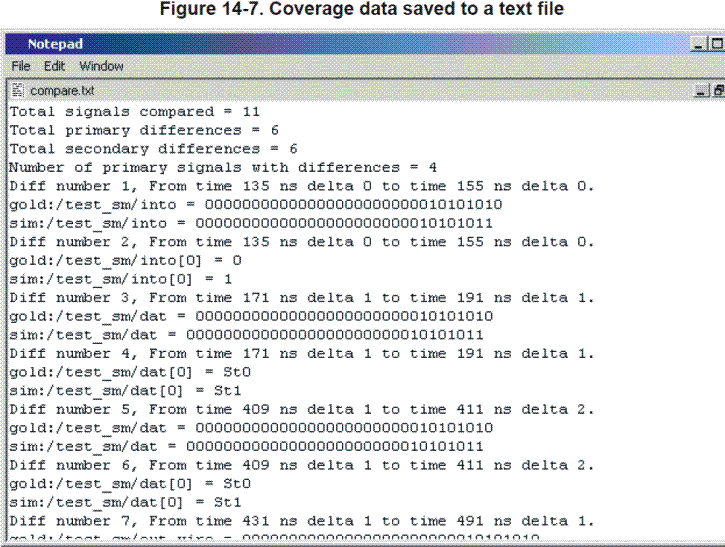 Figure 14-7. Coverage data saved to a text file
Notepad
File Edit Window
compare.txt
Total signals compared = 11
Total primary differences = 6
Total secondary differences = 6
Number of primary signals with differences = 4
Diff number 1, From time 135 ns delta 0 to time 155 ns delta 0.
gold:/test_sm/into = 00000000000000000000000010101010
sim:/test_sm/into = 00000000000000000000000010101011
Diff number 2, From time 135 ns delta 0 to time 155 ns delta 0.
gold:/test_sm/into[0] = 0
sim:/test_sm/into[0] = 1
Diff number 3, From time 171 ns delta 1 to time 191 ns delta 1.
gold:/test_sm/dat = 00000000000000000000000010101010
sim:/test_sm/dat = 00000000000000000000000010101011
Diff number 4, From time 171 ns delta 1 to time 191 ns delta 1.
gold:/test_sm/dat[0] = St0
sim:/test_sm/dat[0] = St1
Diff number 5, From time 409 ns delta 1 to time 411 ns delta 2.
gold:/test_sm/dat = 00000000000000000000000010101010
sim:/test_sm/dat = 00000000000000000000000010101011
Diff number 6, From time 409 ns delta 1 to time 411 ns delta 2.
gold:/test_sm/dat[0] = St0
sim:/test_sm/dat[0] = St1
Diff number 7, From time 431 ns delta 1 to time 491 ns delta 1.